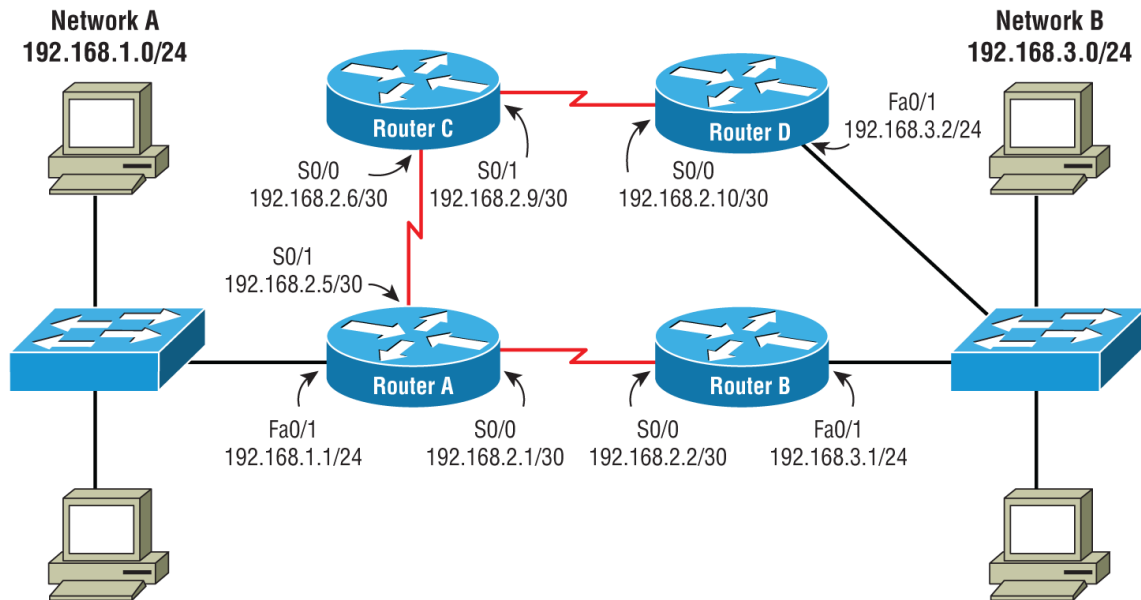 Network A
192.168.1.0/24
Network B
192.168.3.0/24
Router C
Router D
Fa0/1
192.168.3.2/24
S0/0
192.168.2.6/30
S0/1
192.168.2.9/30
S0/0
192.168.2.10/30
S0/1
192.168.2.5/30
Router A
Router B
Fa0/1
192.168.1.1/24
S0/0
192.168.2.1/30
S0/0
192.168.2.2/30
Fa0/1
192.168.3.1/24